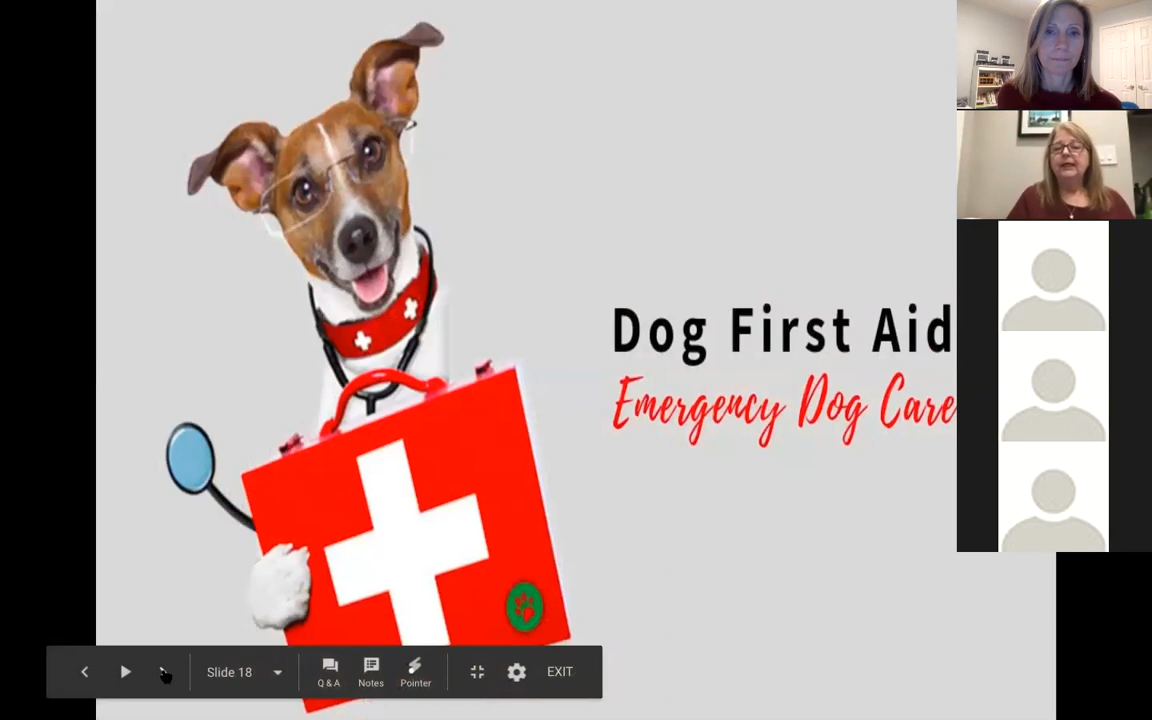 Dog First Aid
Emergency Dog Care
Slide 18
Q & A
Notes
Pointer
EXIT